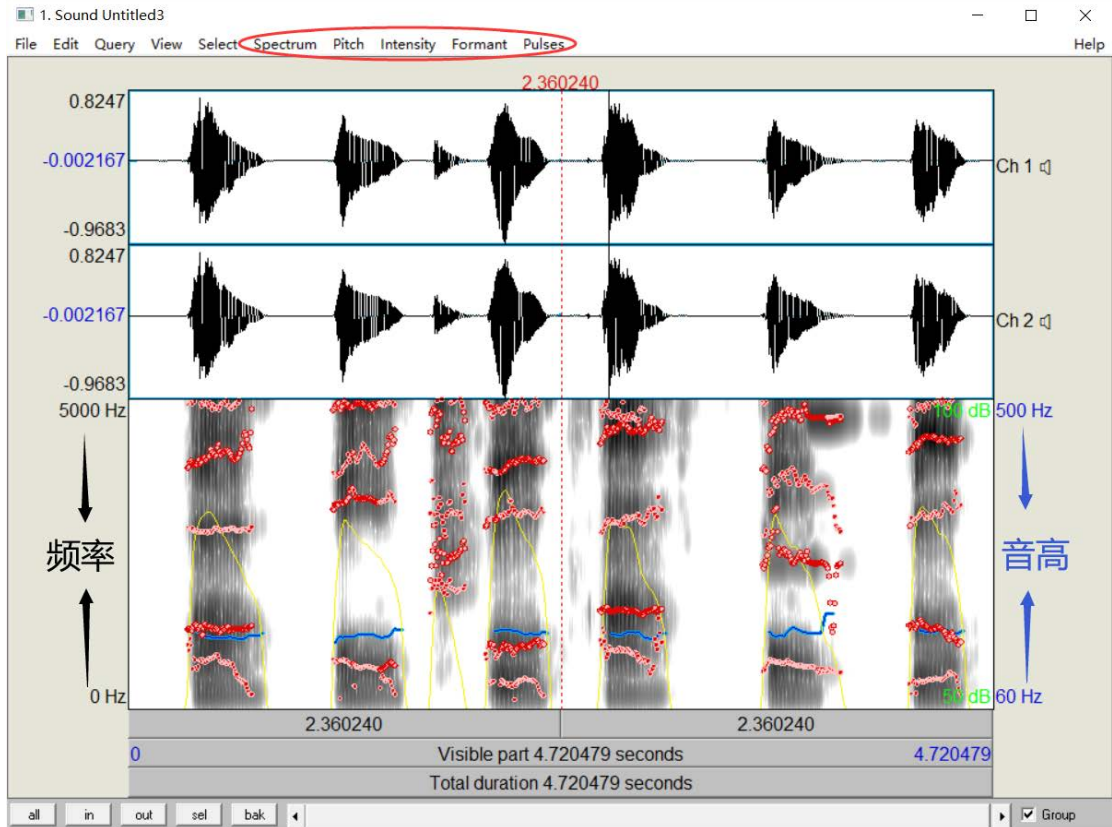 1. Sound Untitled3
File Edit Query View Select Spectrum Pitch Intensity Formant Pulses Help
2.360240
0.8247
-0.002167
-0.9683
Ch 1
0.8247
-0.002167
-0.9683
Ch 2
5000 Hz
100 dB
500 Hz
频率
音高
0 Hz
50 dB
60 Hz
2.360240 2.360240
0 Visible part 4.720479 seconds 4.720479
Total duration 4.720479 seconds
all in out sel bak Group